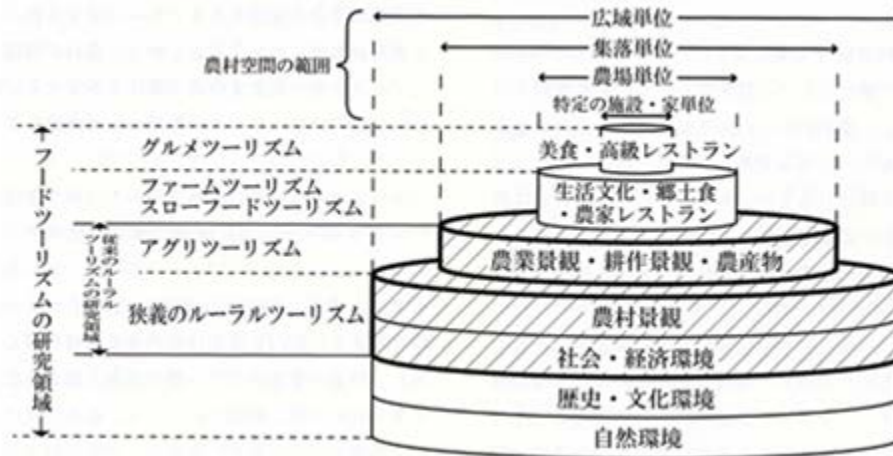 広域単位
集落単位
農村空間の範囲
農場単位
特定の施設・家単位
グルメツーリズム
美食・高級レストラン
ファームツーリズム
スローフードツーリズム
生活文化・郷土食
・農家レストラン
アグリツーリズム
農業景観・耕作景観・農産物
狭義のルーラルツーリズム
農村景観
社会・経済環境
歴史・文化環境
自然環境
フードツーリズムの研究領域
従来のルーラル
ツーリズムの研究領域